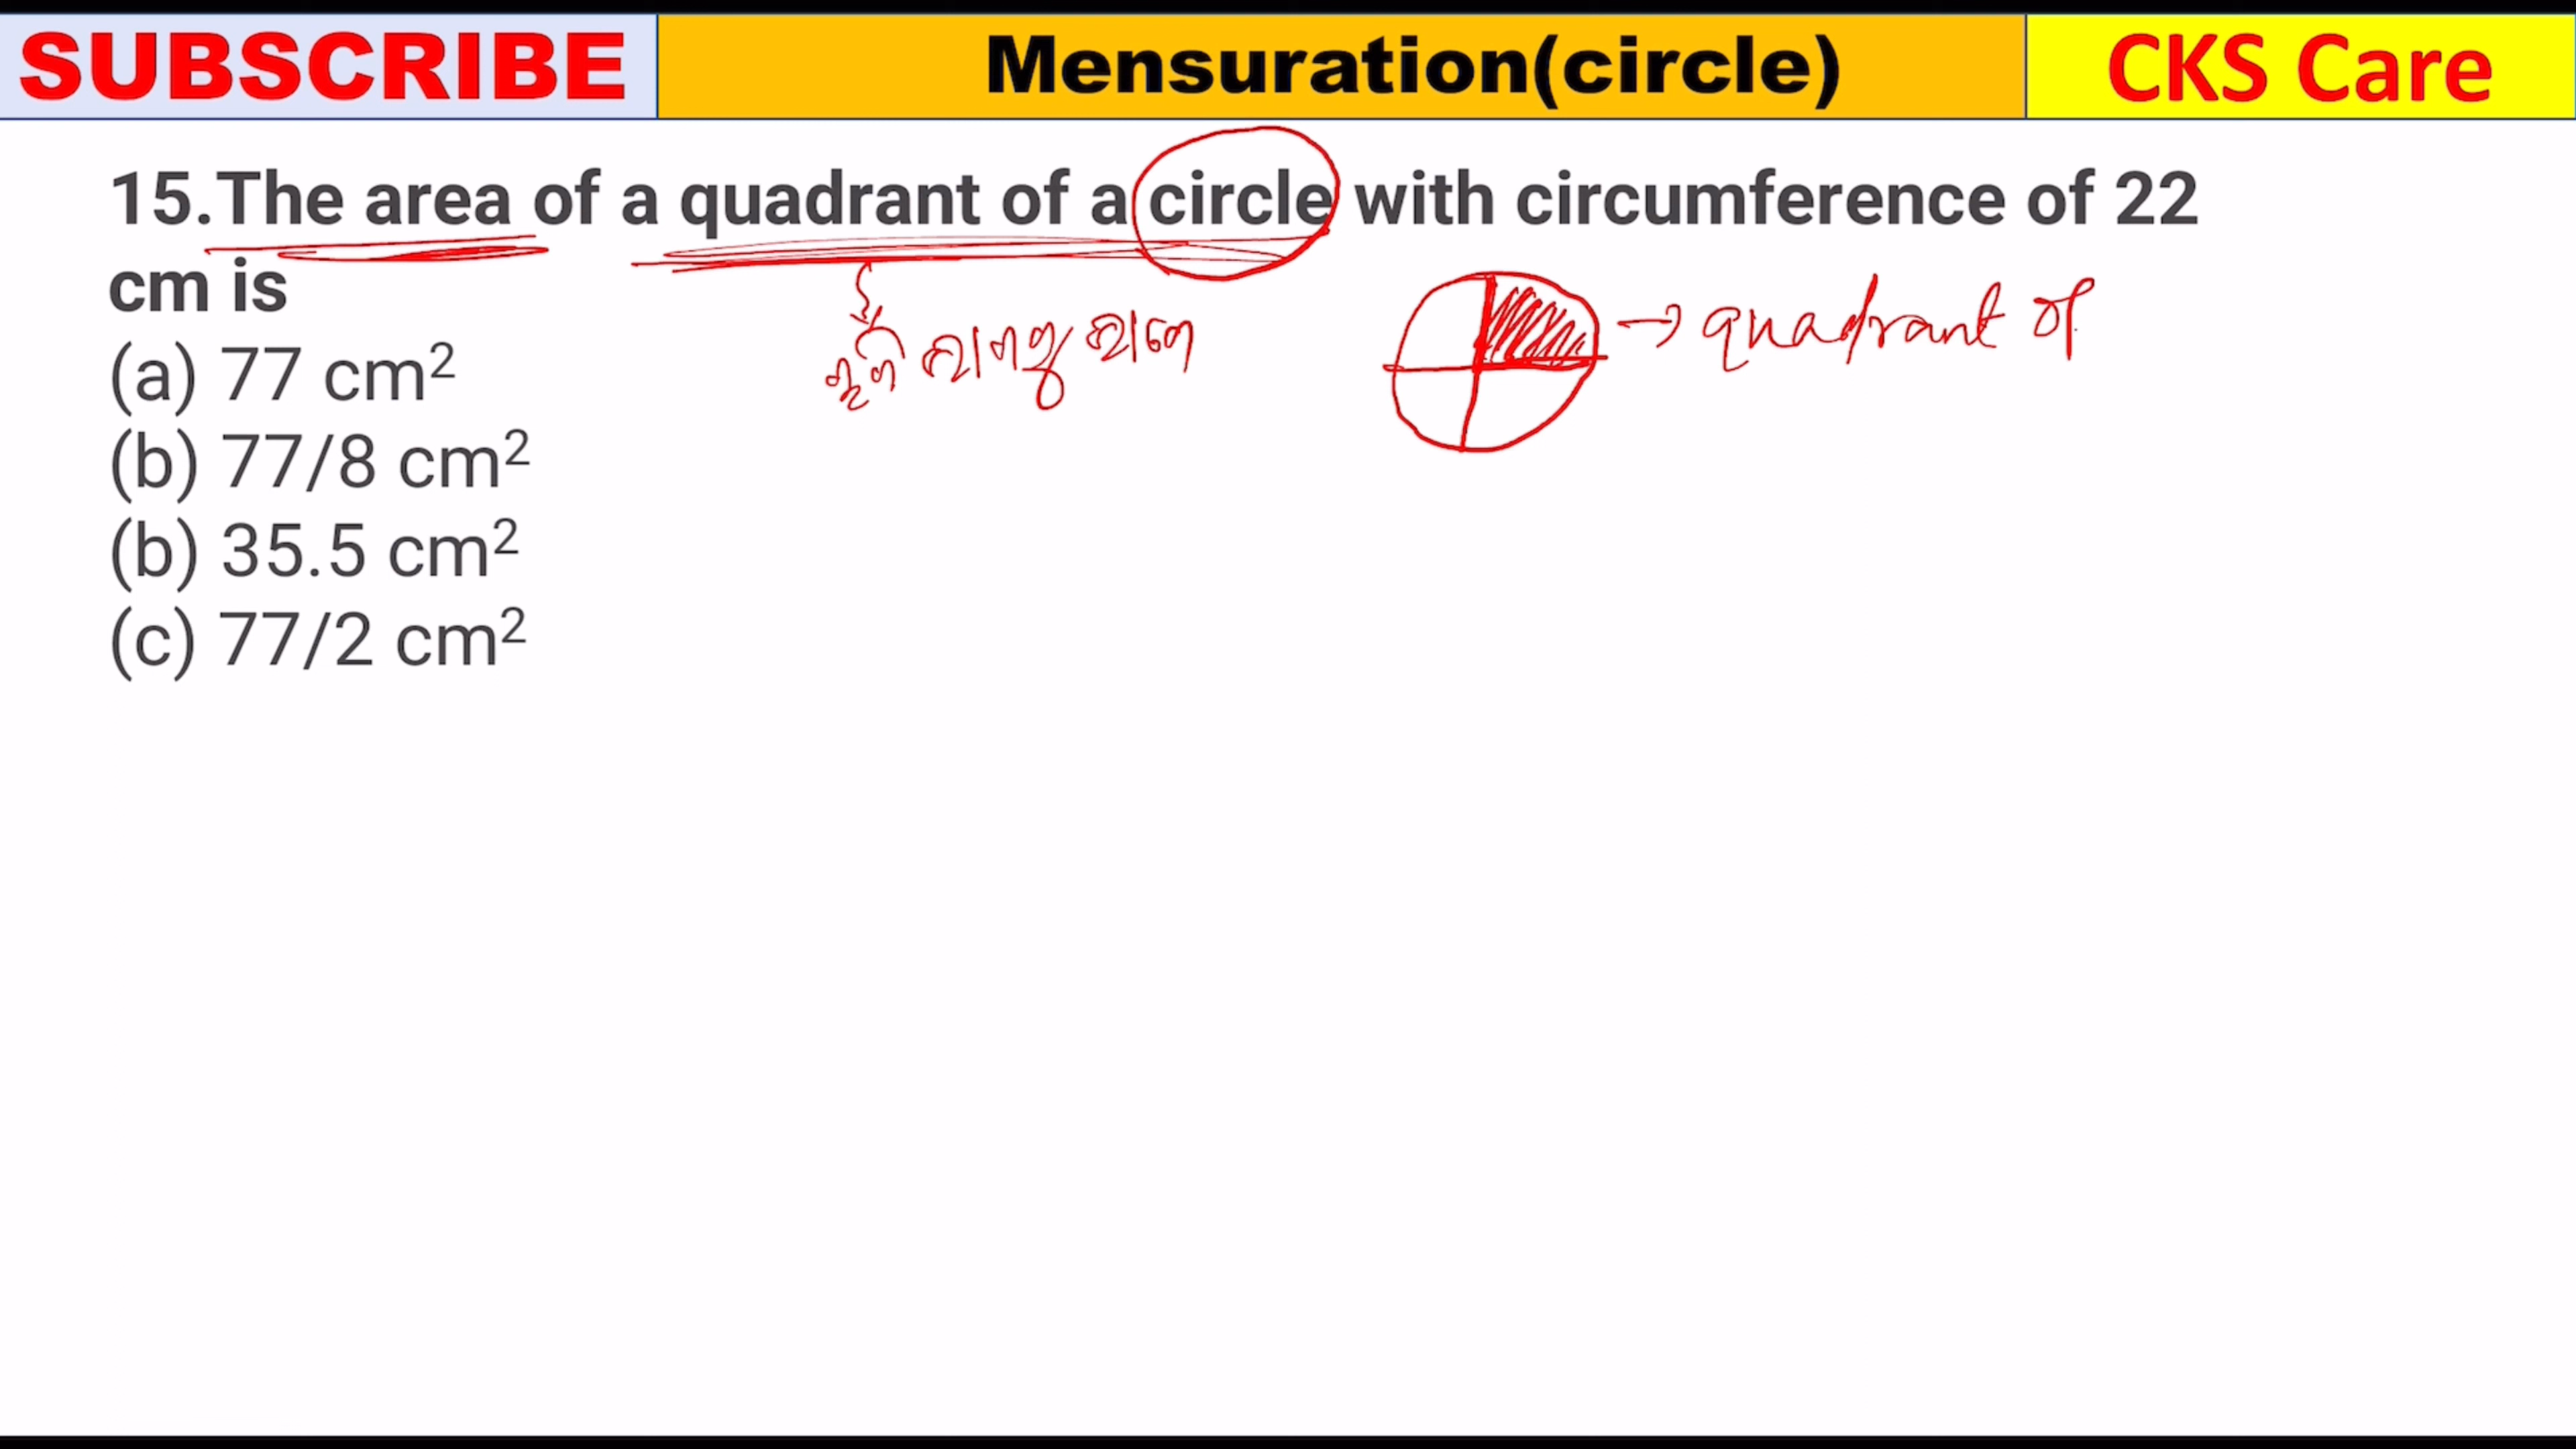 SUBSCRIBE Mensuration(circle) CKS Care
15.The area of a quadrant of a circle with circumference of 22
cm is
quadrant of
(a) 77 cm²
(b) 77/8 cm²
(b) 35.5 cm²
(c) 77/2 cm²